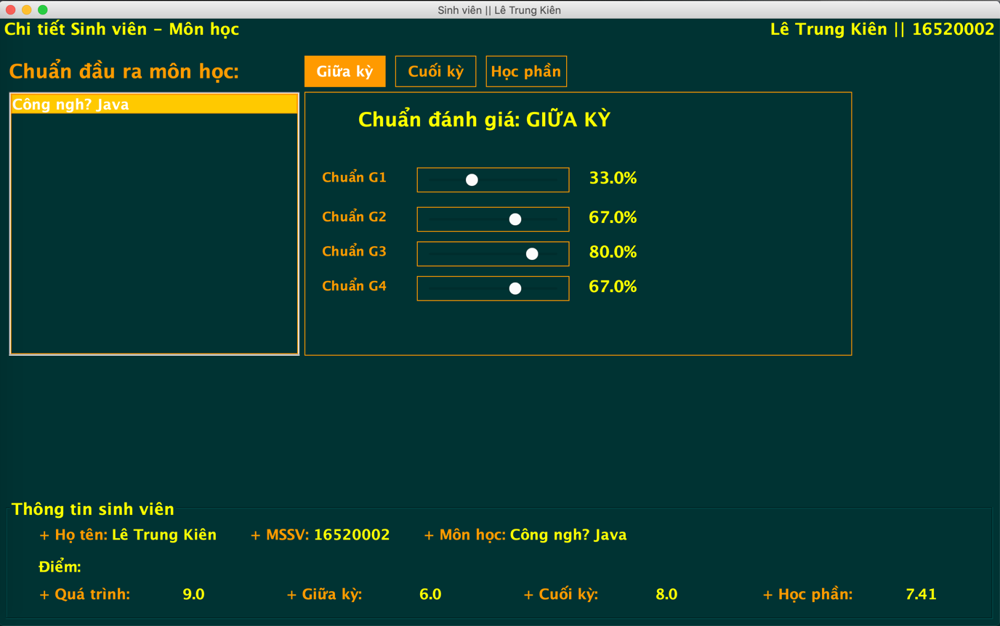 Sinh viên || Lê Trung Kiên
Chi tiết Sinh viên – Môn học
Lê Trung Kiên || 16520002
Chuẩn đầu ra môn học:
Giữa kỳ
Cuối kỳ
Học phần
Công ngh? Java
Chuẩn đánh giá: GIỮA KỲ
Chuẩn G1 33.0%
Chuẩn G2 67.0%
Chuẩn G3 80.0%
Chuẩn G4 67.0%
Thông tin sinh viên
+ Họ tên: Lê Trung Kiên + MSSV: 16520002 + Môn học: Công ngh? Java
Điểm:
+ Quá trình: 9.0 + Giữa kỳ: 6.0 + Cuối kỳ: 8.0 + Học phần: 7.41